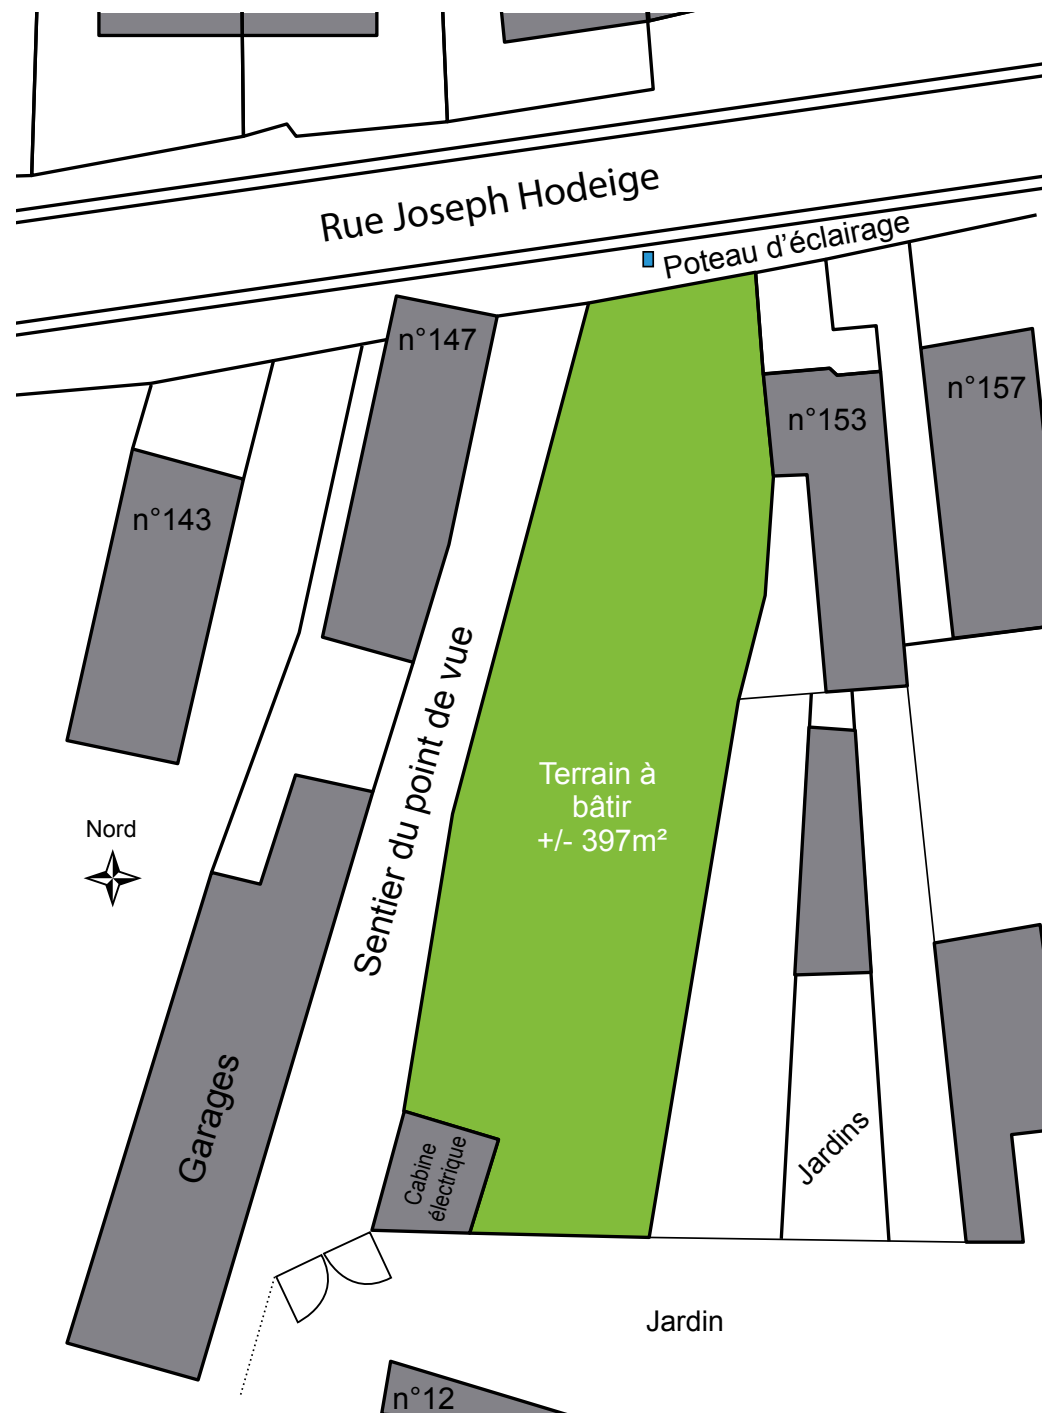 Rue Joseph Hodeige
Poteau d'éclairage
n°147
n°157
n°153
n°143
Sentier du point de vue
Terrain à
bâtir
+/- 397m²
Nord
Garages
Cabine
électrique
Jardins
Jardin
n°12